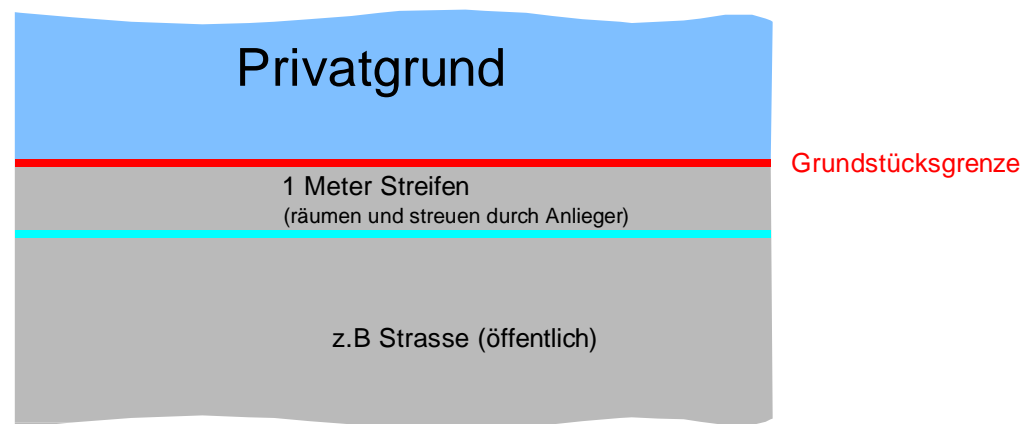 Privatgrund
Grundstücksgrenze
1 Meter Streifen
(räumen und streuen durch Anlieger)
z.B Strasse (öffentlich)